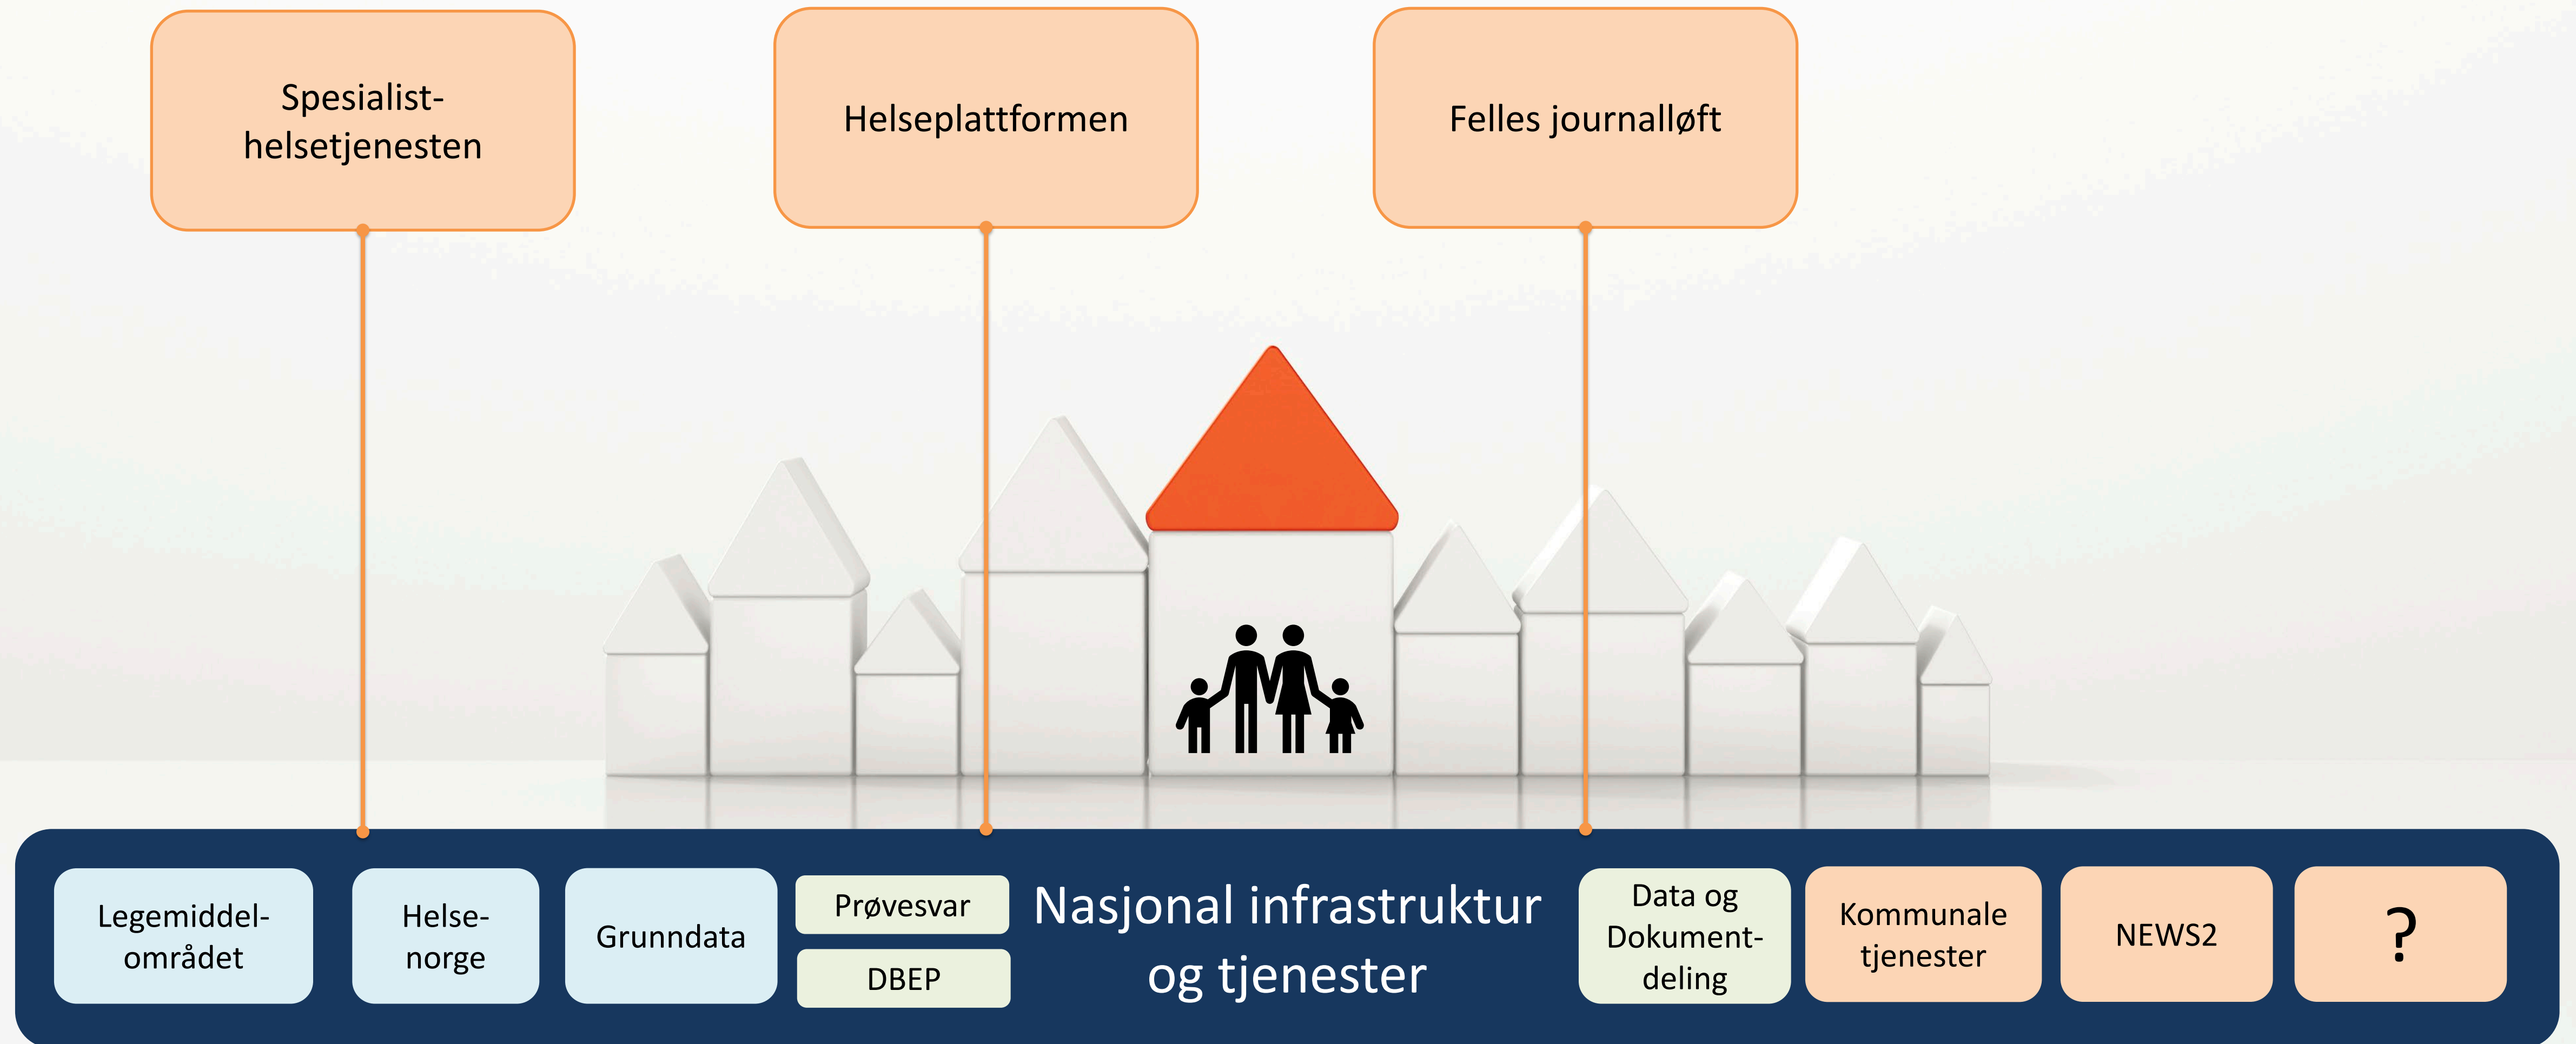 Spesialist-
helsetjenesten
Helseplattformen
Felles journalløft
Legemiddel-
området
Helse-
norge
Grunndata
Prøvesvar
DBEP
Nasjonal infrastruktur
og tjenester
Data og
Dokument-
deling
Kommunale
tjenester
NEWS2
?